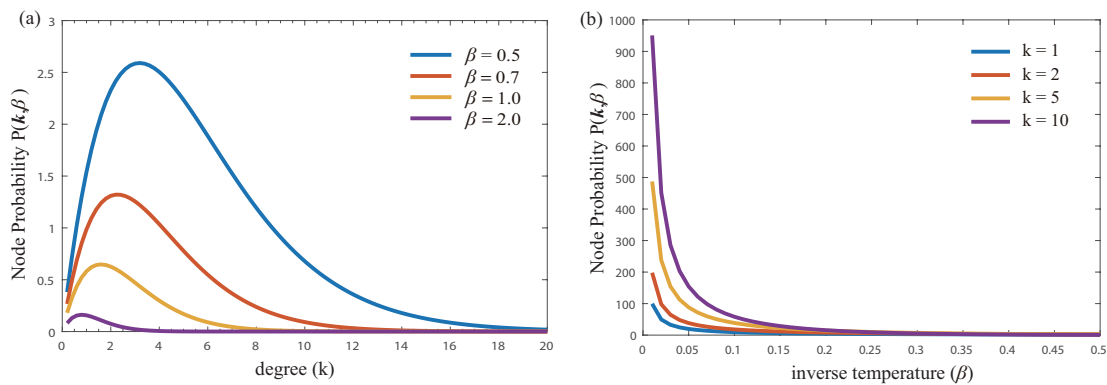 (a)
3
2.5
2
1.5
1
0.5
0
0 2 4 6 8 10 12 14 16 18 20
Node Probability P(k,β)
degree (k)
β = 0.5
β = 0.7
β = 1.0
β = 2.0
(b)
1000
900
800
700
600
500
400
300
200
100
0
0 0.05 0.1 0.15 0.2 0.25 0.3 0.35 0.4 0.45 0.5
Node Probability P(k,β)
inverse temperature (β)
k = 1
k = 2
k = 5
k = 10